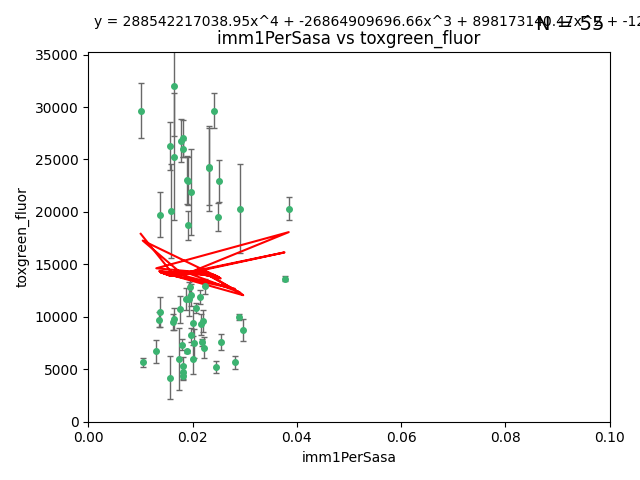 y = 288542217038.95x^4 + -26864909696.66x^3 + 898173140.47x^2 + -12
N = 55
imm1PerSasa vs toxgreen_fluor
toxgreen_fluor
35000
30000
25000
20000
15000
10000
5000
0
0.00 0.02 0.04 0.06 0.08 0.10
imm1PerSasa